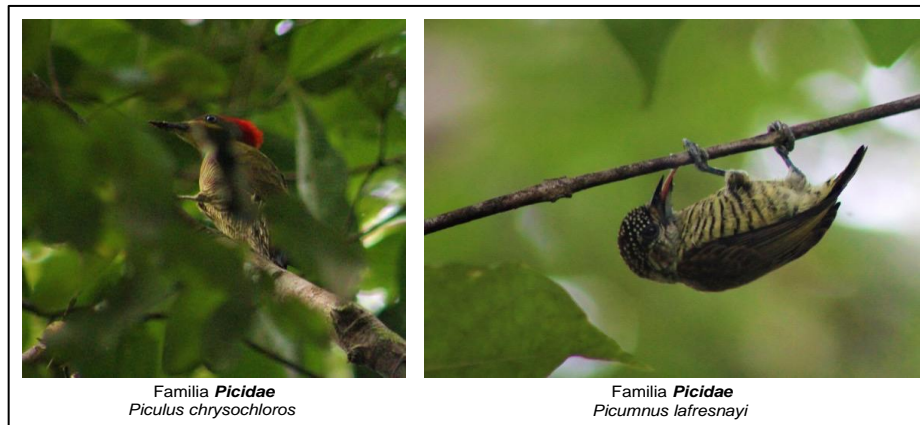 Familia Picidae
Piculus chrysochloros
Familia Picidae
Picumnus lafresnayi